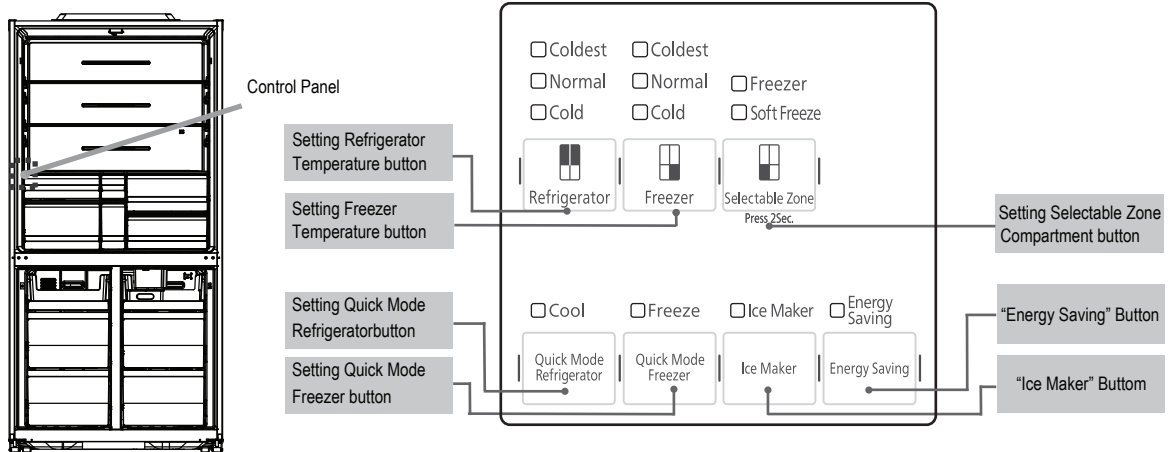 Control Panel
Setting Refrigerator
Temperature button
Setting Freezer
Temperature button
Setting Quick Mode
Refrigeratorbutton
Setting Quick Mode
Freezer button
Coldest
Normal
Cold
Coldest
Normal
Cold
Freezer
Soft Freeze
Refrigerator
Freezer
Selectable Zone
Press 2Sec.
Cool
Freeze
Ice Maker
Energy
Saving
Quick Mode
Refrigerator
Quick Mode
Freezer
Ice Maker
Energy Saving
Setting Selectable Zone
Compartment button
“Energy Saving” Button
“Ice Maker” Buttom